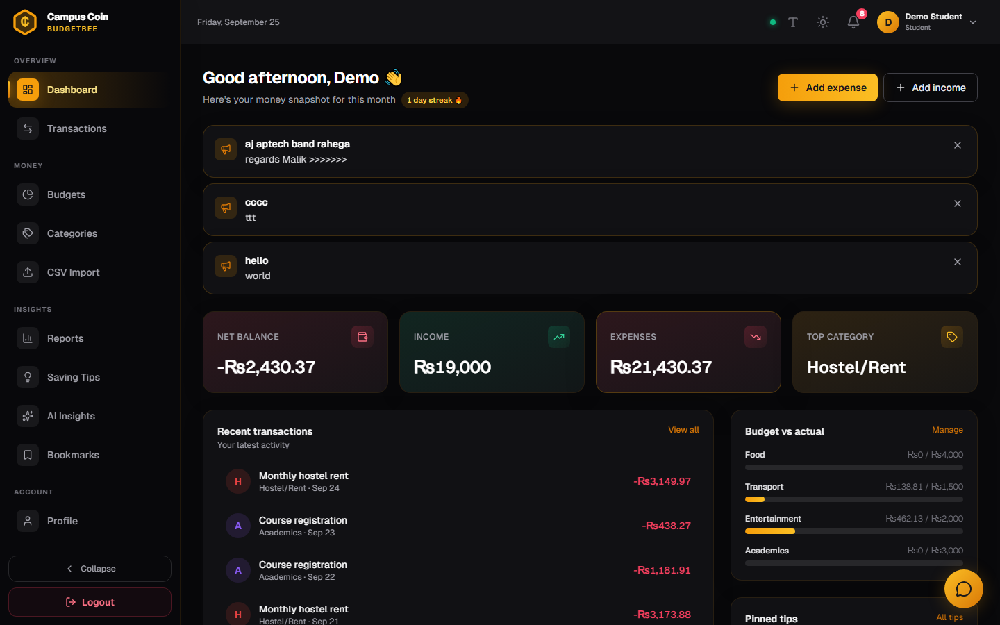 Campus Coin
BUDGETBEE
Friday, September 25
8
D
Demo Student
Student
OVERVIEW
Dashboard
Transactions
MONEY
Budgets
Categories
CSV Import
INSIGHTS
Reports
Saving Tips
AI Insights
Bookmarks
ACCOUNT
Profile
Collapse
Logout
Good afternoon, Demo 👋
Here's your money snapshot for this month
1 day streak 🔥
Add expense
Add income
aj aptech band rahega
regards Malik >>>>>>>
cccc
ttt
hello
world
NET BALANCE
-₨2,430.37
INCOME
₨19,000
EXPENSES
₨21,430.37
TOP CATEGORY
Hostel/Rent
Recent transactions
View all
Your latest activity
H
Monthly hostel rent
Hostel/Rent · Sep 24
-₨3,149.97
A
Course registration
Academics · Sep 23
-₨438.27
A
Course registration
Academics · Sep 22
-₨1,181.91
H
Monthly hostel rent
Hostel/Rent · Sep 21
-₨3,173.88
Budget vs actual
Manage
Food
₨0 / ₨4,000
Transport
₨138.81 / ₨1,500
Entertainment
₨462.13 / ₨2,000
Academics
₨0 / ₨3,000
Pinned tips
All tips